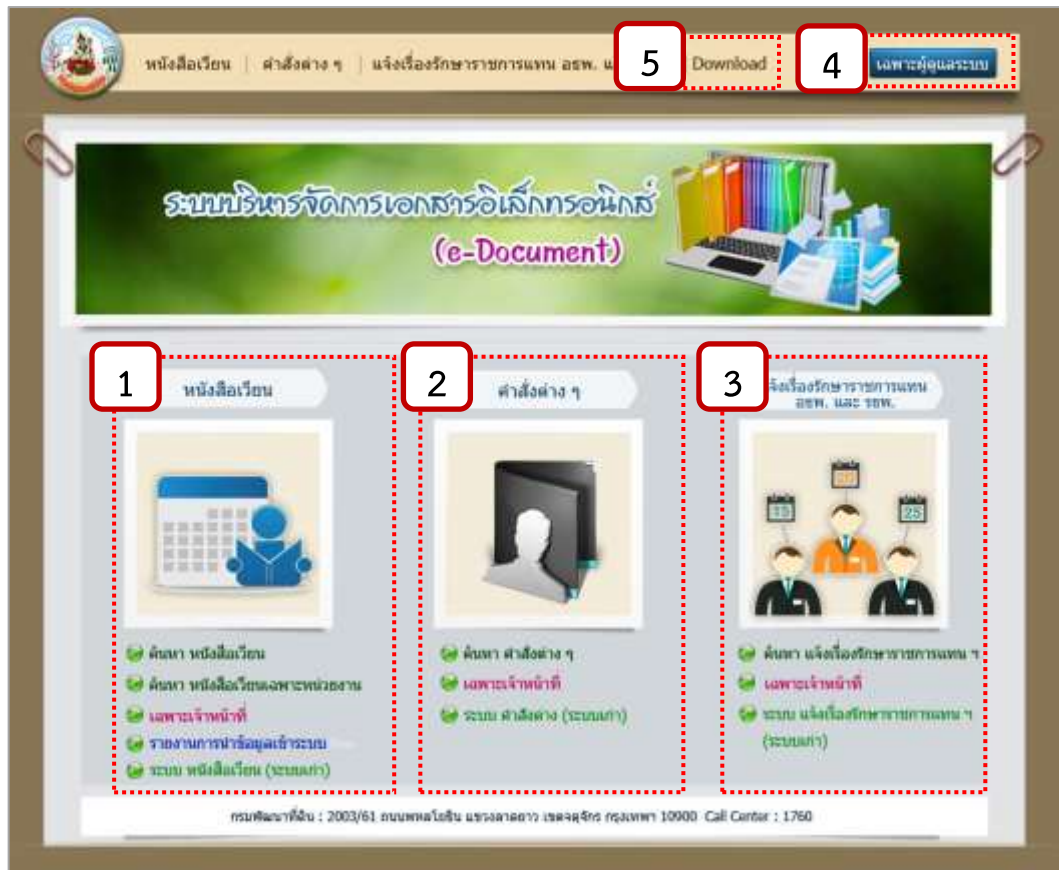 หนังสือเวียน | คำสั่งต่าง ๆ | แจ้งเรื่องรักษาราชการแทน อธพ. แ 5 Download 4 เฉพาะผู้ดูแลระบบ
ระบบบริหารจัดการเอกสารอิเล็กทรอนิกส์
(e-Document)
1 หนังสือเวียน
2 คำสั่งต่าง ๆ
3 จ้งเรื่องรักษาราชการแทน
อธพ. และ รธพ.
15
20
25
ค้นหา หนังสือเวียน
ค้นหา หนังสือเวียนเฉพาะหน่วยงาน
เฉพาะเจ้าหน้าที่
รายงานการนำข้อมูลเข้าระบบ
ระบบ หนังสือเวียน (ระบบเก่า)
ค้นหา คำสั่งต่าง ๆ
เฉพาะเจ้าหน้าที่
ระบบ คำสั่งต่าง (ระบบเก่า)
ค้นหา แจ้งเรื่องรักษาราชการแทน ฯ
เฉพาะเจ้าหน้าที่
ระบบ แจ้งเรื่องรักษาราชการแทน ฯ
(ระบบเก่า)
กรมพัฒนาที่ดิน : 2003/61 ถนนพหลโยธิน แขวงลาดยาว เขตจตุจักร กรุงเทพฯ 10900 Call Center : 1760